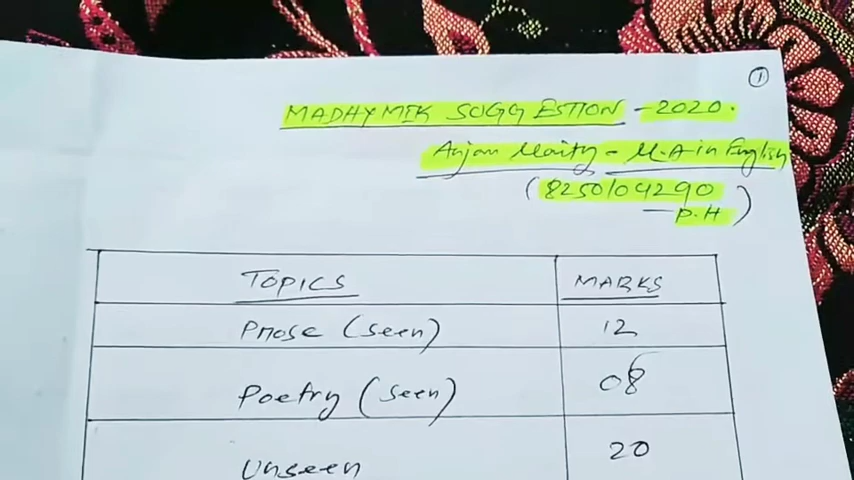 ①
MADHYMIK SUGGESTION - 2020.
Anjan Maity - M.A in English
(8250104290
— P.H)
TOPICS MARKS
Prose (seen) 12
Poetry (seen) 08
Unseen 20